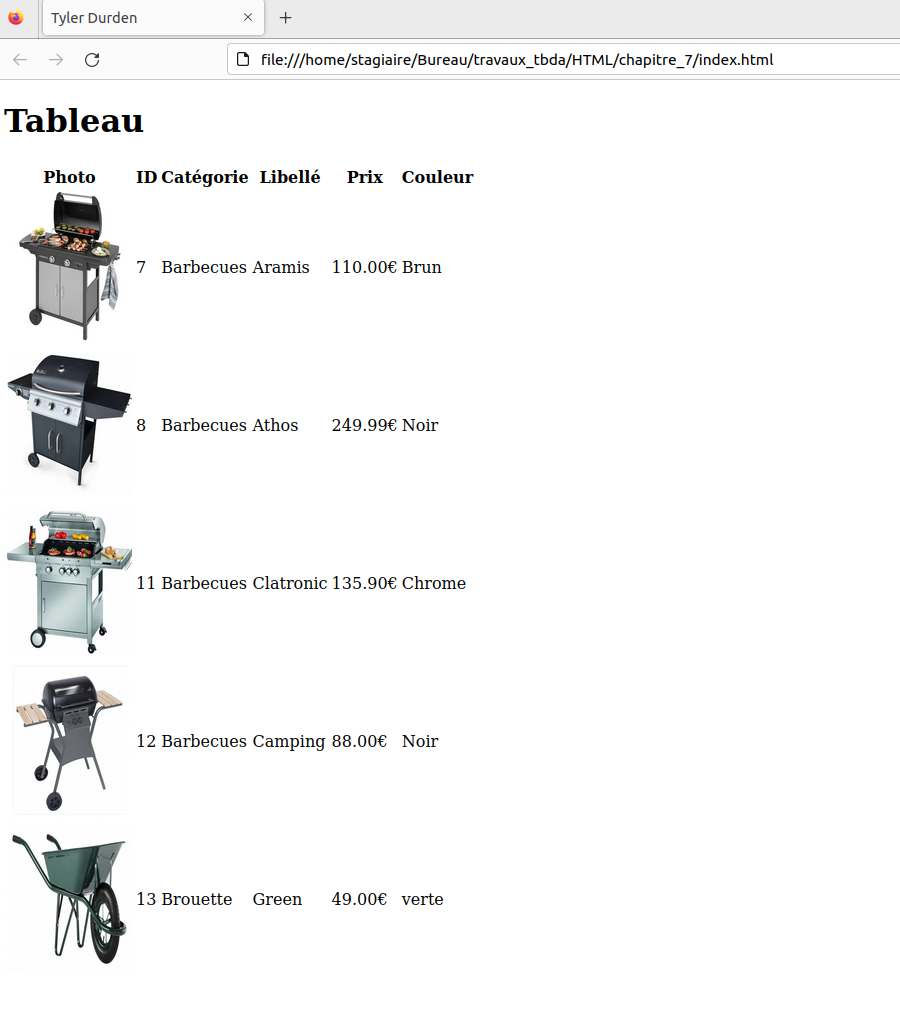 Tyler Durden
file:///home/stagiaire/Bureau/travaux_tbda/HTML/chapitre_7/index.html
Tableau
Photo ID Catégorie Libellé Prix Couleur
7 Barbecues Aramis 110.00€ Brun
8 Barbecues Athos 249.99€ Noir
11 Barbecues Clatronic 135.90€ Chrome
12 Barbecues Camping 88.00€ Noir
13 Brouette Green 49.00€ verte